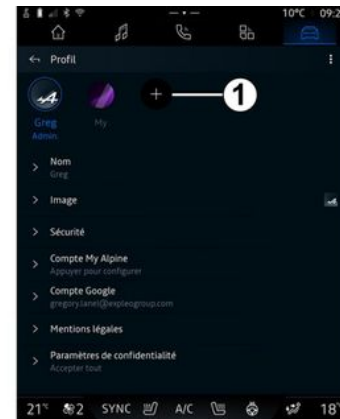 10°C 09:2
Profil
1
Greg
Admin.
My
Nom
Greg
Image
Sécurité
Compte My Alpine
Appuyer pour configurer
Compte Google
gregory.lanel@expleogroup.com
Mentions légales
Paramètres de confidentialité
Accepter tout
21°C 2 SYNC A/C 18°